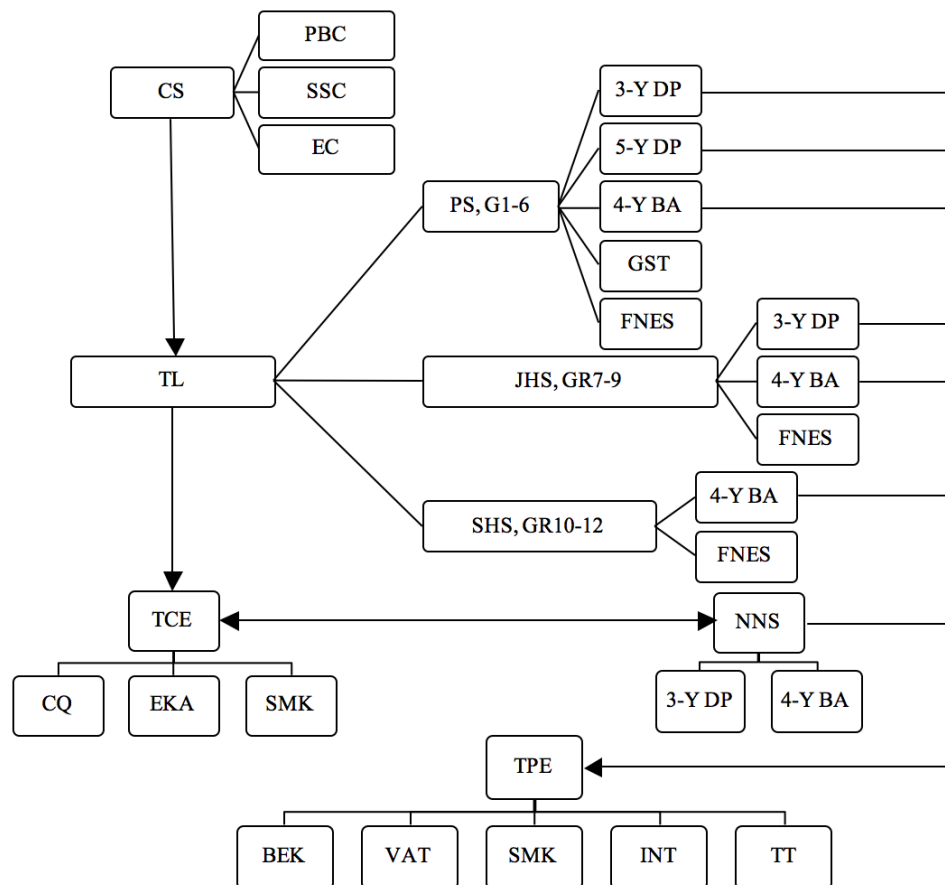 PBC
CS
SSC
EC
3-Y DP
5-Y DP
PS, G1-6
4-Y BA
GST
FNES
3-Y DP
TL
JHS, GR7-9
4-Y BA
FNES
4-Y BA
SHS, GR10-12
FNES
TCE
NNS
CQ
EKA
SMK
3-Y DP
4-Y BA
TPE
BEK
VAT
SMK
INT
TT